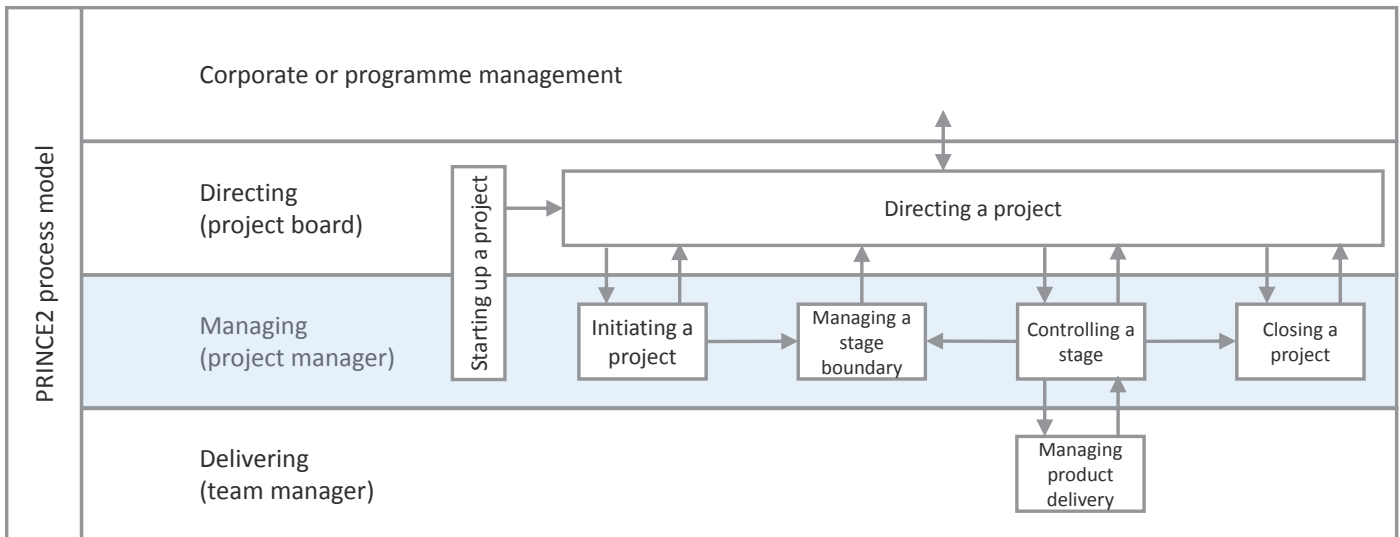 PRINCE2 process model
Corporate or programme management
Directing
(project board)
Starting up a project
Directing a project
Managing
(project manager)
Initiating a
project
Managing a
stage
boundary
Controlling a
stage
Closing a
project
Delivering
(team manager)
Managing
product
delivery